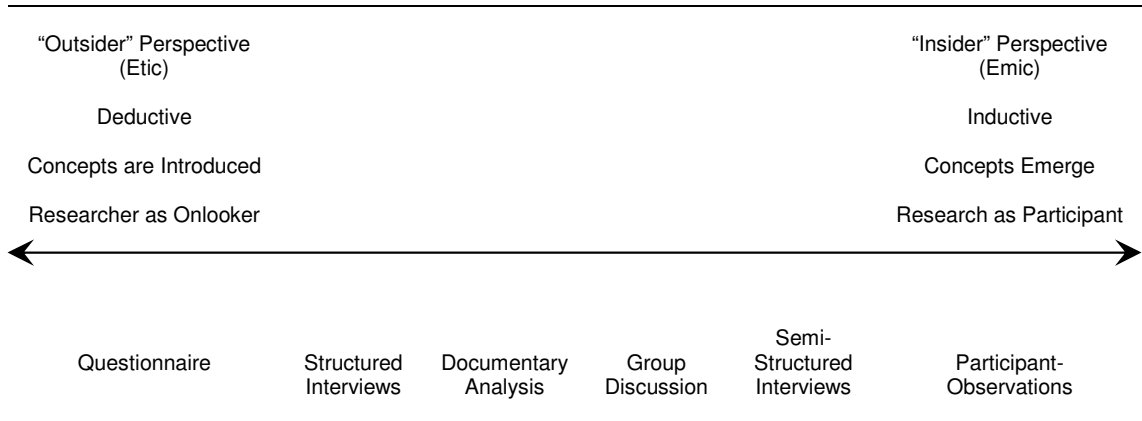 “Outsider” Perspective
(Etic)
Deductive
Concepts are Introduced
Researcher as Onlooker
“Insider” Perspective
(Emic)
Inductive
Concepts Emerge
Research as Participant
Questionnaire
Structured
Interviews
Documentary
Analysis
Group
Discussion
Semi-
Structured
Interviews
Participant-
Observations